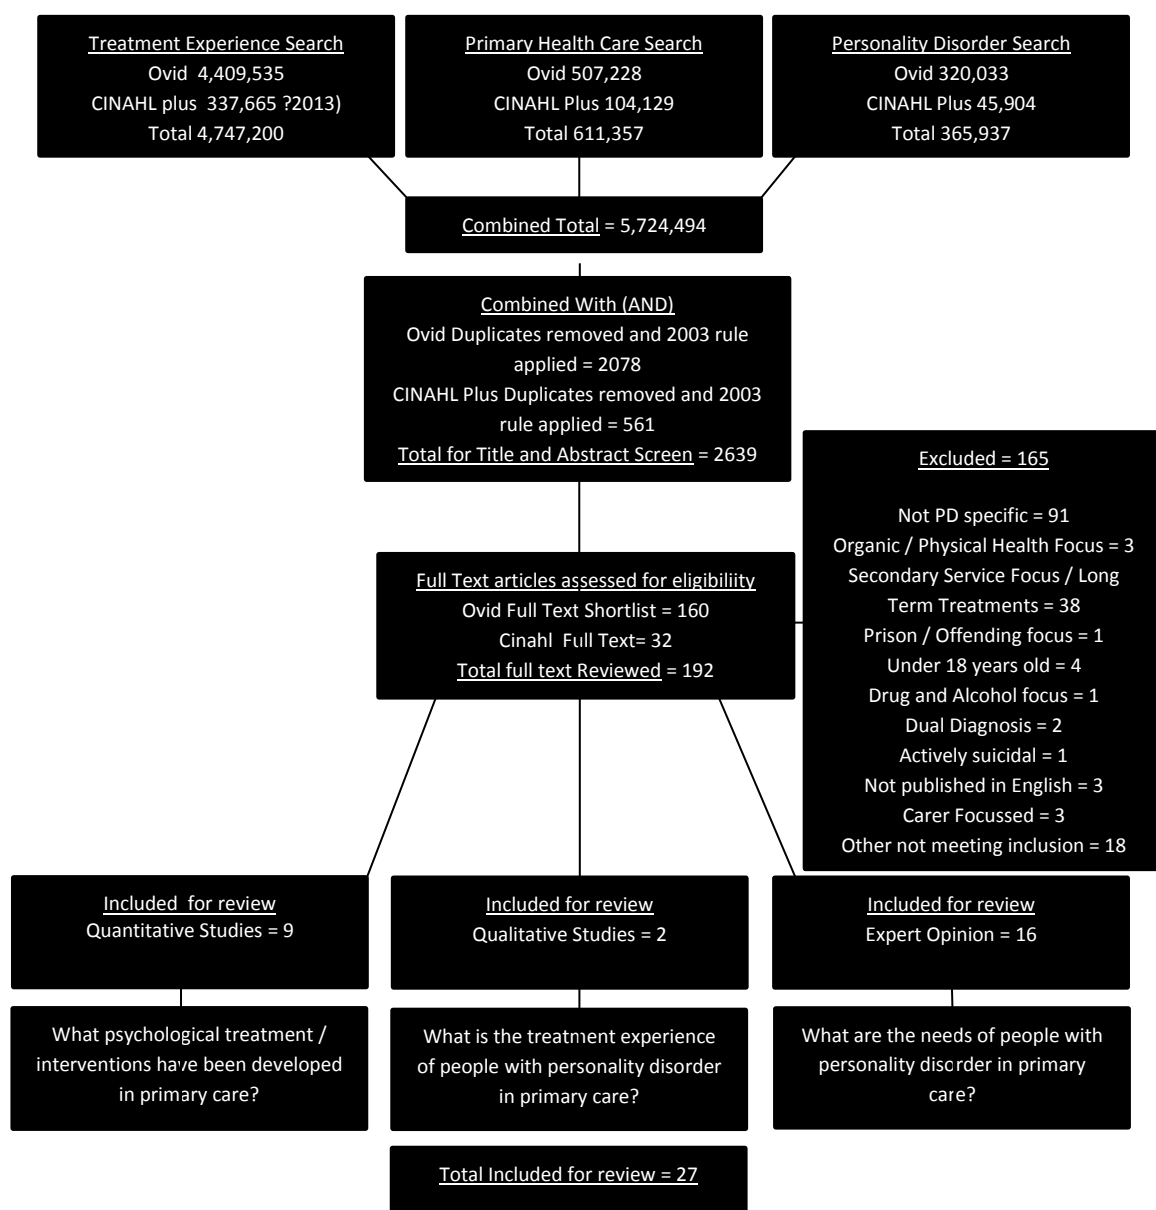 Treatment Experience Search
Ovid 4,409,535
CINAHL plus 337,665 ?2013)
Total 4,747,200
Primary Health Care Search
Ovid 507,228
CINAHL Plus 104,129
Total 611,357
Personality Disorder Search
Ovid 320,033
CINAHL Plus 45,904
Total 365,937
Combined Total = 5,724,494
Combined With (AND)
Ovid Duplicates removed and 2003 rule
applied = 2078
CINAHL Plus Duplicates removed and 2003
rule applied = 561
Total for Title and Abstract Screen = 2639
Excluded = 165
Not PD specific = 91
Organic / Physical Health Focus = 3
Secondary Service Focus / Long
Term Treatments = 38
Prison / Offending focus = 1
Under 18 years old = 4
Drug and Alcohol focus = 1
Dual Diagnosis = 2
Actively suicidal = 1
Not published in English = 3
Carer Focussed = 3
Other not meeting inclusion = 18
Full Text articles assessed for eligibiliity
Ovid Full Text Shortlist = 160
Cinahl Full Text= 32
Total full text Reviewed = 192
Included for review
Quantitative Studies = 9
Included for review
Qualitative Studies = 2
Included for review
Expert Opinion = 16
What psychological treatment /
interventions have been developed
in primary care?
What is the treatment experience
of people with personality disorder
in primary care?
What are the needs of people with
personality disorder in primary
care?
Total Included for review = 27